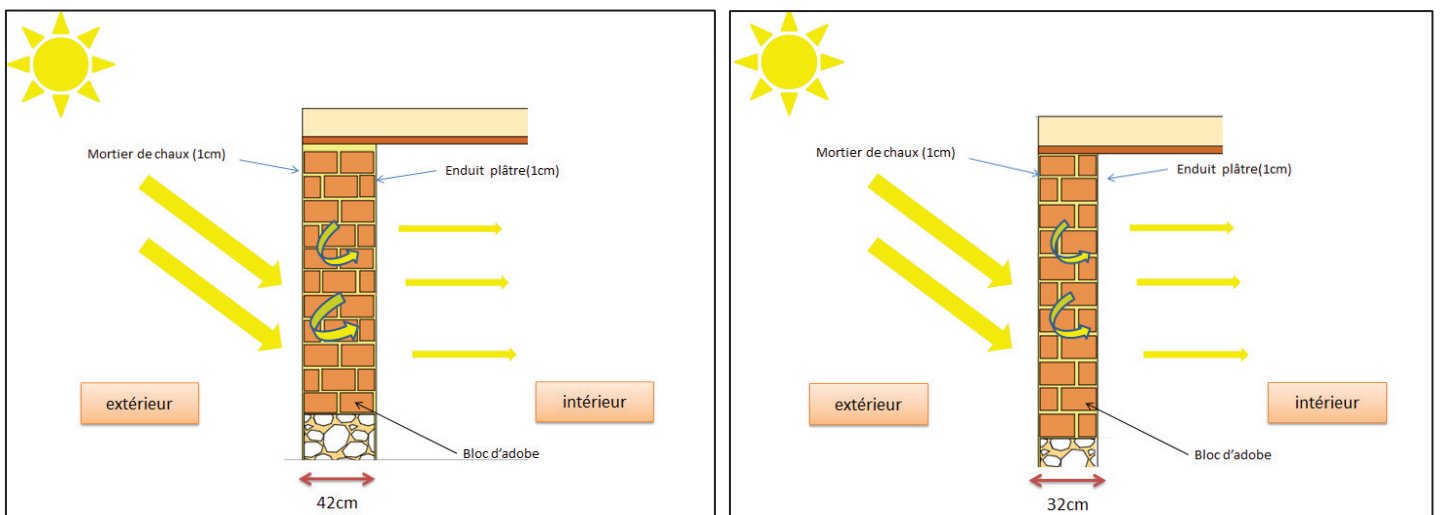 Mortier de chaux (1cm)
Enduit plâtre(1cm)
extérieur
intérieur
Bloc d'adobe
42cm
Mortier de chaux (1cm)
Enduit plâtre(1cm)
extérieur
intérieur
Bloc d'adobe
32cm